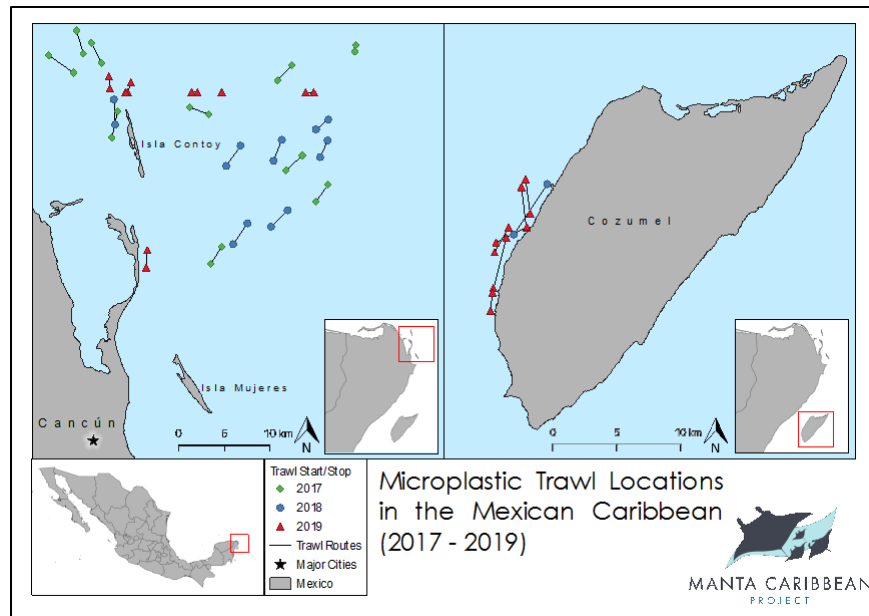 Isla Contoy
Isla Mujeres
Cancún
0 5 10 km
N
Cozumel
0 5 10 km
N
Trawl Start/Stop
2017
2018
2019
Trawl Routes
Major Cities
Mexico
Microplastic Trawl Locations
in the Mexican Caribbean
(2017 - 2019)
MANTA CARIBBEAN
PROJECT